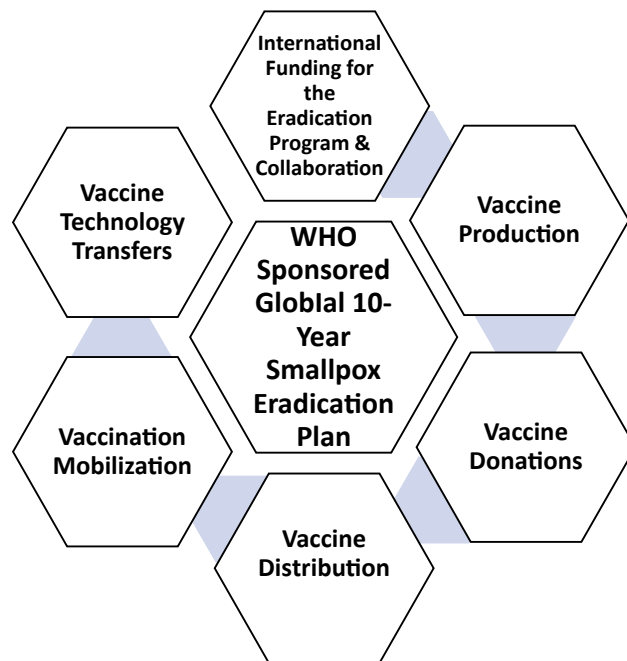 International
Funding for
the
Eradication
Program &
Collaboration
Vaccine
Technology
Transfers
Vaccine
Production
WHO
Sponsored
Globlal 10-
Year
Smallpox
Eradication
Plan
Vaccination
Mobilization
Vaccine
Donations
Vaccine
Distribution